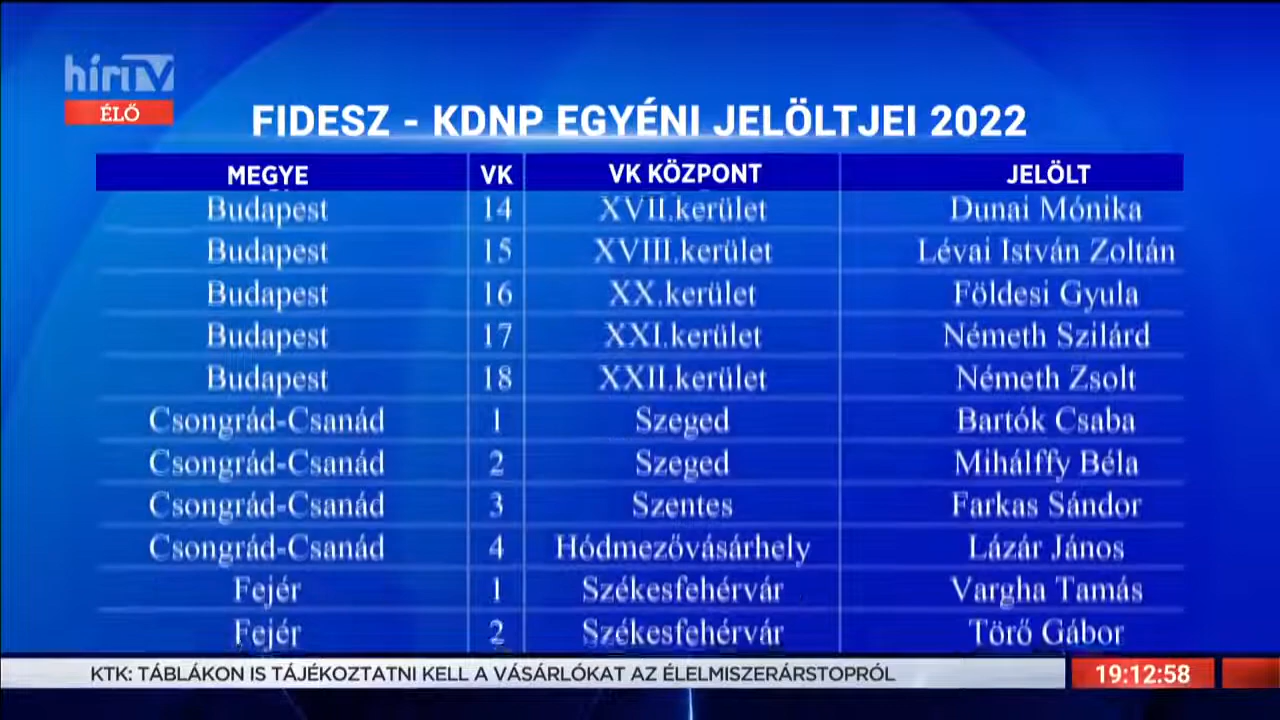 hír TV
ÉLŐ
FIDESZ - KDNP EGYÉNI JELÖLTJEI 2022
MEGYE VK VK KÖZPONT JELÖLT
Budapest 14 XVII.kerület Dunai Mónika
Budapest 15 XVIII.kerület Lévai István Zoltán
Budapest 16 XX.kerület Földesi Gyula
Budapest 17 XXI.kerület Németh Szilárd
Budapest 18 XXII.kerület Németh Zsolt
Csongrád-Csanád 1 Szeged Bartók Csaba
Csongrád-Csanád 2 Szeged Mihálffy Béla
Csongrád-Csanád 3 Szentes Farkas Sándor
Csongrád-Csanád 4 Hódmezővásárhely Lázár János
Fejér 1 Székesfehérvár Vargha Tamás
Fejér 2 Székesfehérvár Törő Gábor
KTK: TÁBLÁKON IS TÁJÉKOZTATNI KELL A VÁSÁRLÓKAT AZ ÉLELMISZERÁRSTOPRÓL
19:12:58